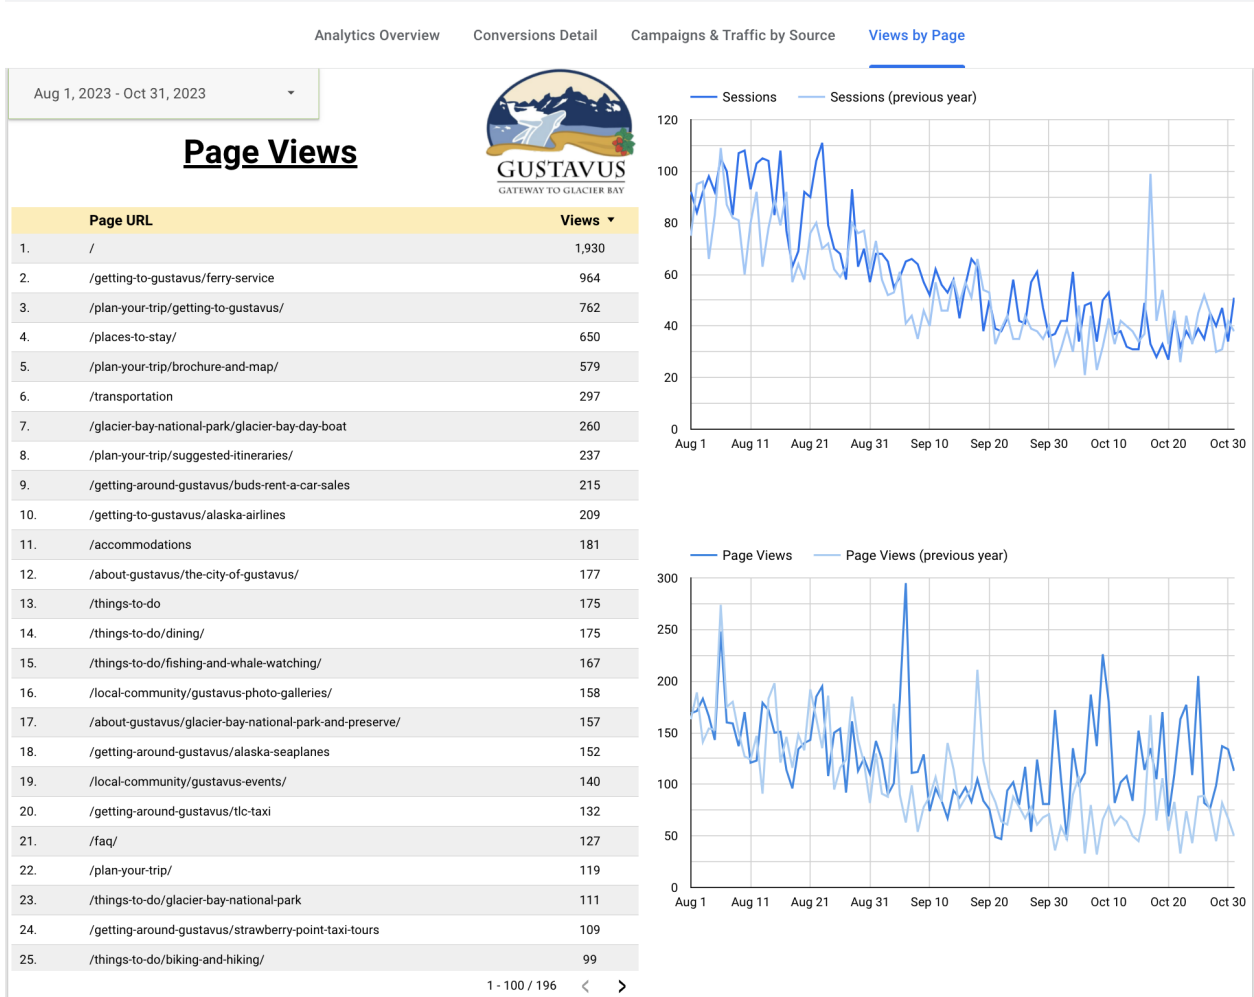 Analytics Overview Conversions Detail Campaigns & Traffic by Source Views by Page
Aug 1, 2023 - Oct 31, 2023
Page Views
GUSTAVUS
GATEWAY TO GLACIER BAY
Page URL Views
1. / 1,930
2. /getting-to-gustavus/ferry-service 964
3. /plan-your-trip/getting-to-gustavus/ 762
4. /places-to-stay/ 650
5. /plan-your-trip/brochure-and-map/ 579
6. /transportation 297
7. /glacier-bay-national-park/glacier-bay-day-boat 260
8. /plan-your-trip/suggested-itineraries/ 237
9. /getting-around-gustavus/buds-rent-a-car-sales 215
10. /getting-to-gustavus/alaska-airlines 209
11. /accommodations 181
12. /about-gustavus/the-city-of-gustavus/ 177
13. /things-to-do 175
14. /things-to-do/dining/ 175
15. /things-to-do/fishing-and-whale-watching/ 167
16. /local-community/gustavus-photo-galleries/ 158
17. /about-gustavus/glacier-bay-national-park-and-preserve/ 157
18. /getting-around-gustavus/alaska-seaplanes 152
19. /local-community/gustavus-events/ 140
20. /getting-around-gustavus/tlc-taxi 132
21. /faq/ 127
22. /plan-your-trip/ 119
23. /things-to-do/glacier-bay-national-park 111
24. /getting-around-gustavus/strawberry-point-taxi-tours 109
25. /things-to-do/biking-and-hiking/ 99
1 - 100 / 196
Sessions Sessions (previous year)
120
100
80
60
40
20
0
Aug 1 Aug 11 Aug 21 Aug 31 Sep 10 Sep 20 Sep 30 Oct 10 Oct 20 Oct 30
Page Views Page Views (previous year)
300
250
200
150
100
50
0
Aug 1 Aug 11 Aug 21 Aug 31 Sep 10 Sep 20 Sep 30 Oct 10 Oct 20 Oct 30